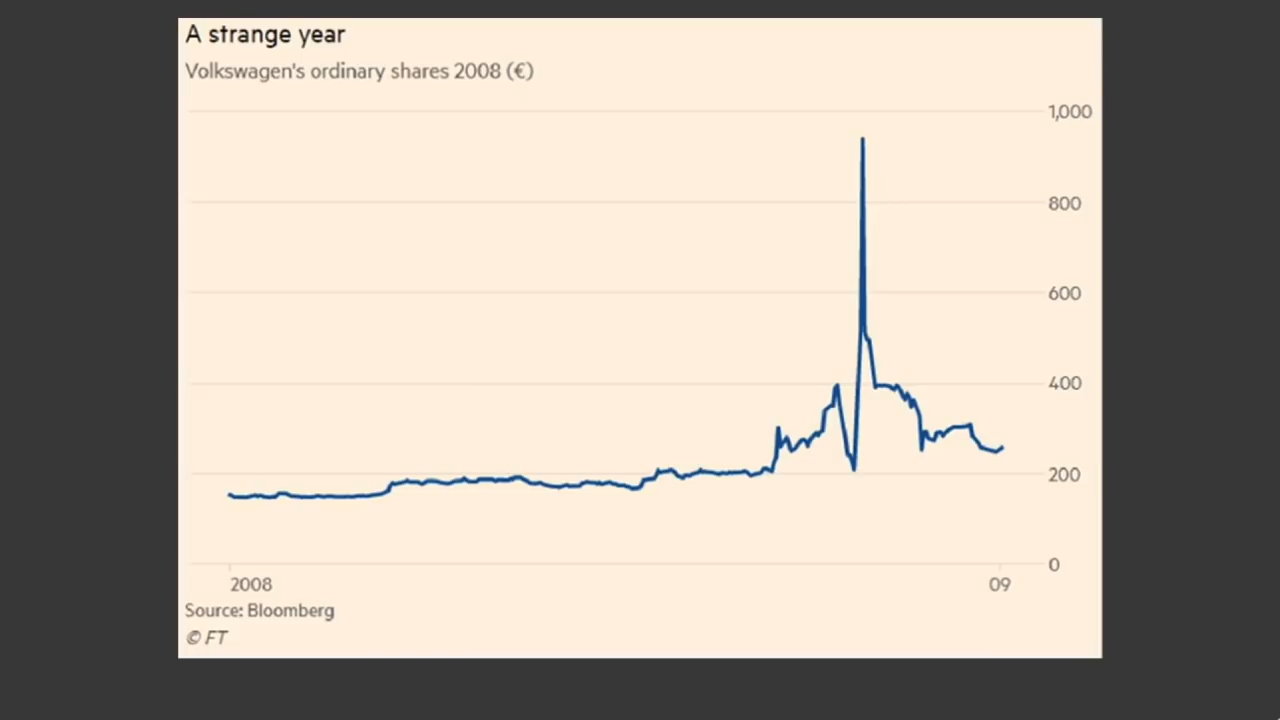 A strange year
Volkswagen's ordinary shares 2008 (€)
1,000
800
600
400
200
0
2008 09
Source: Bloomberg
© FT